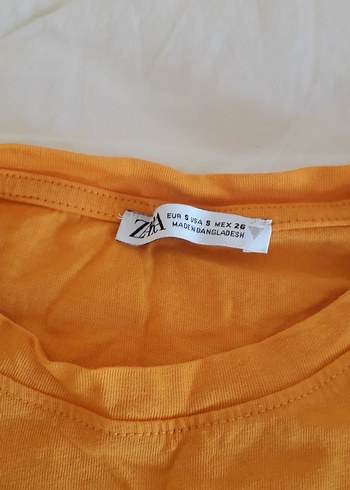 ZARA
EUR S USA S MEX 26
MADE IN BANGLADESH